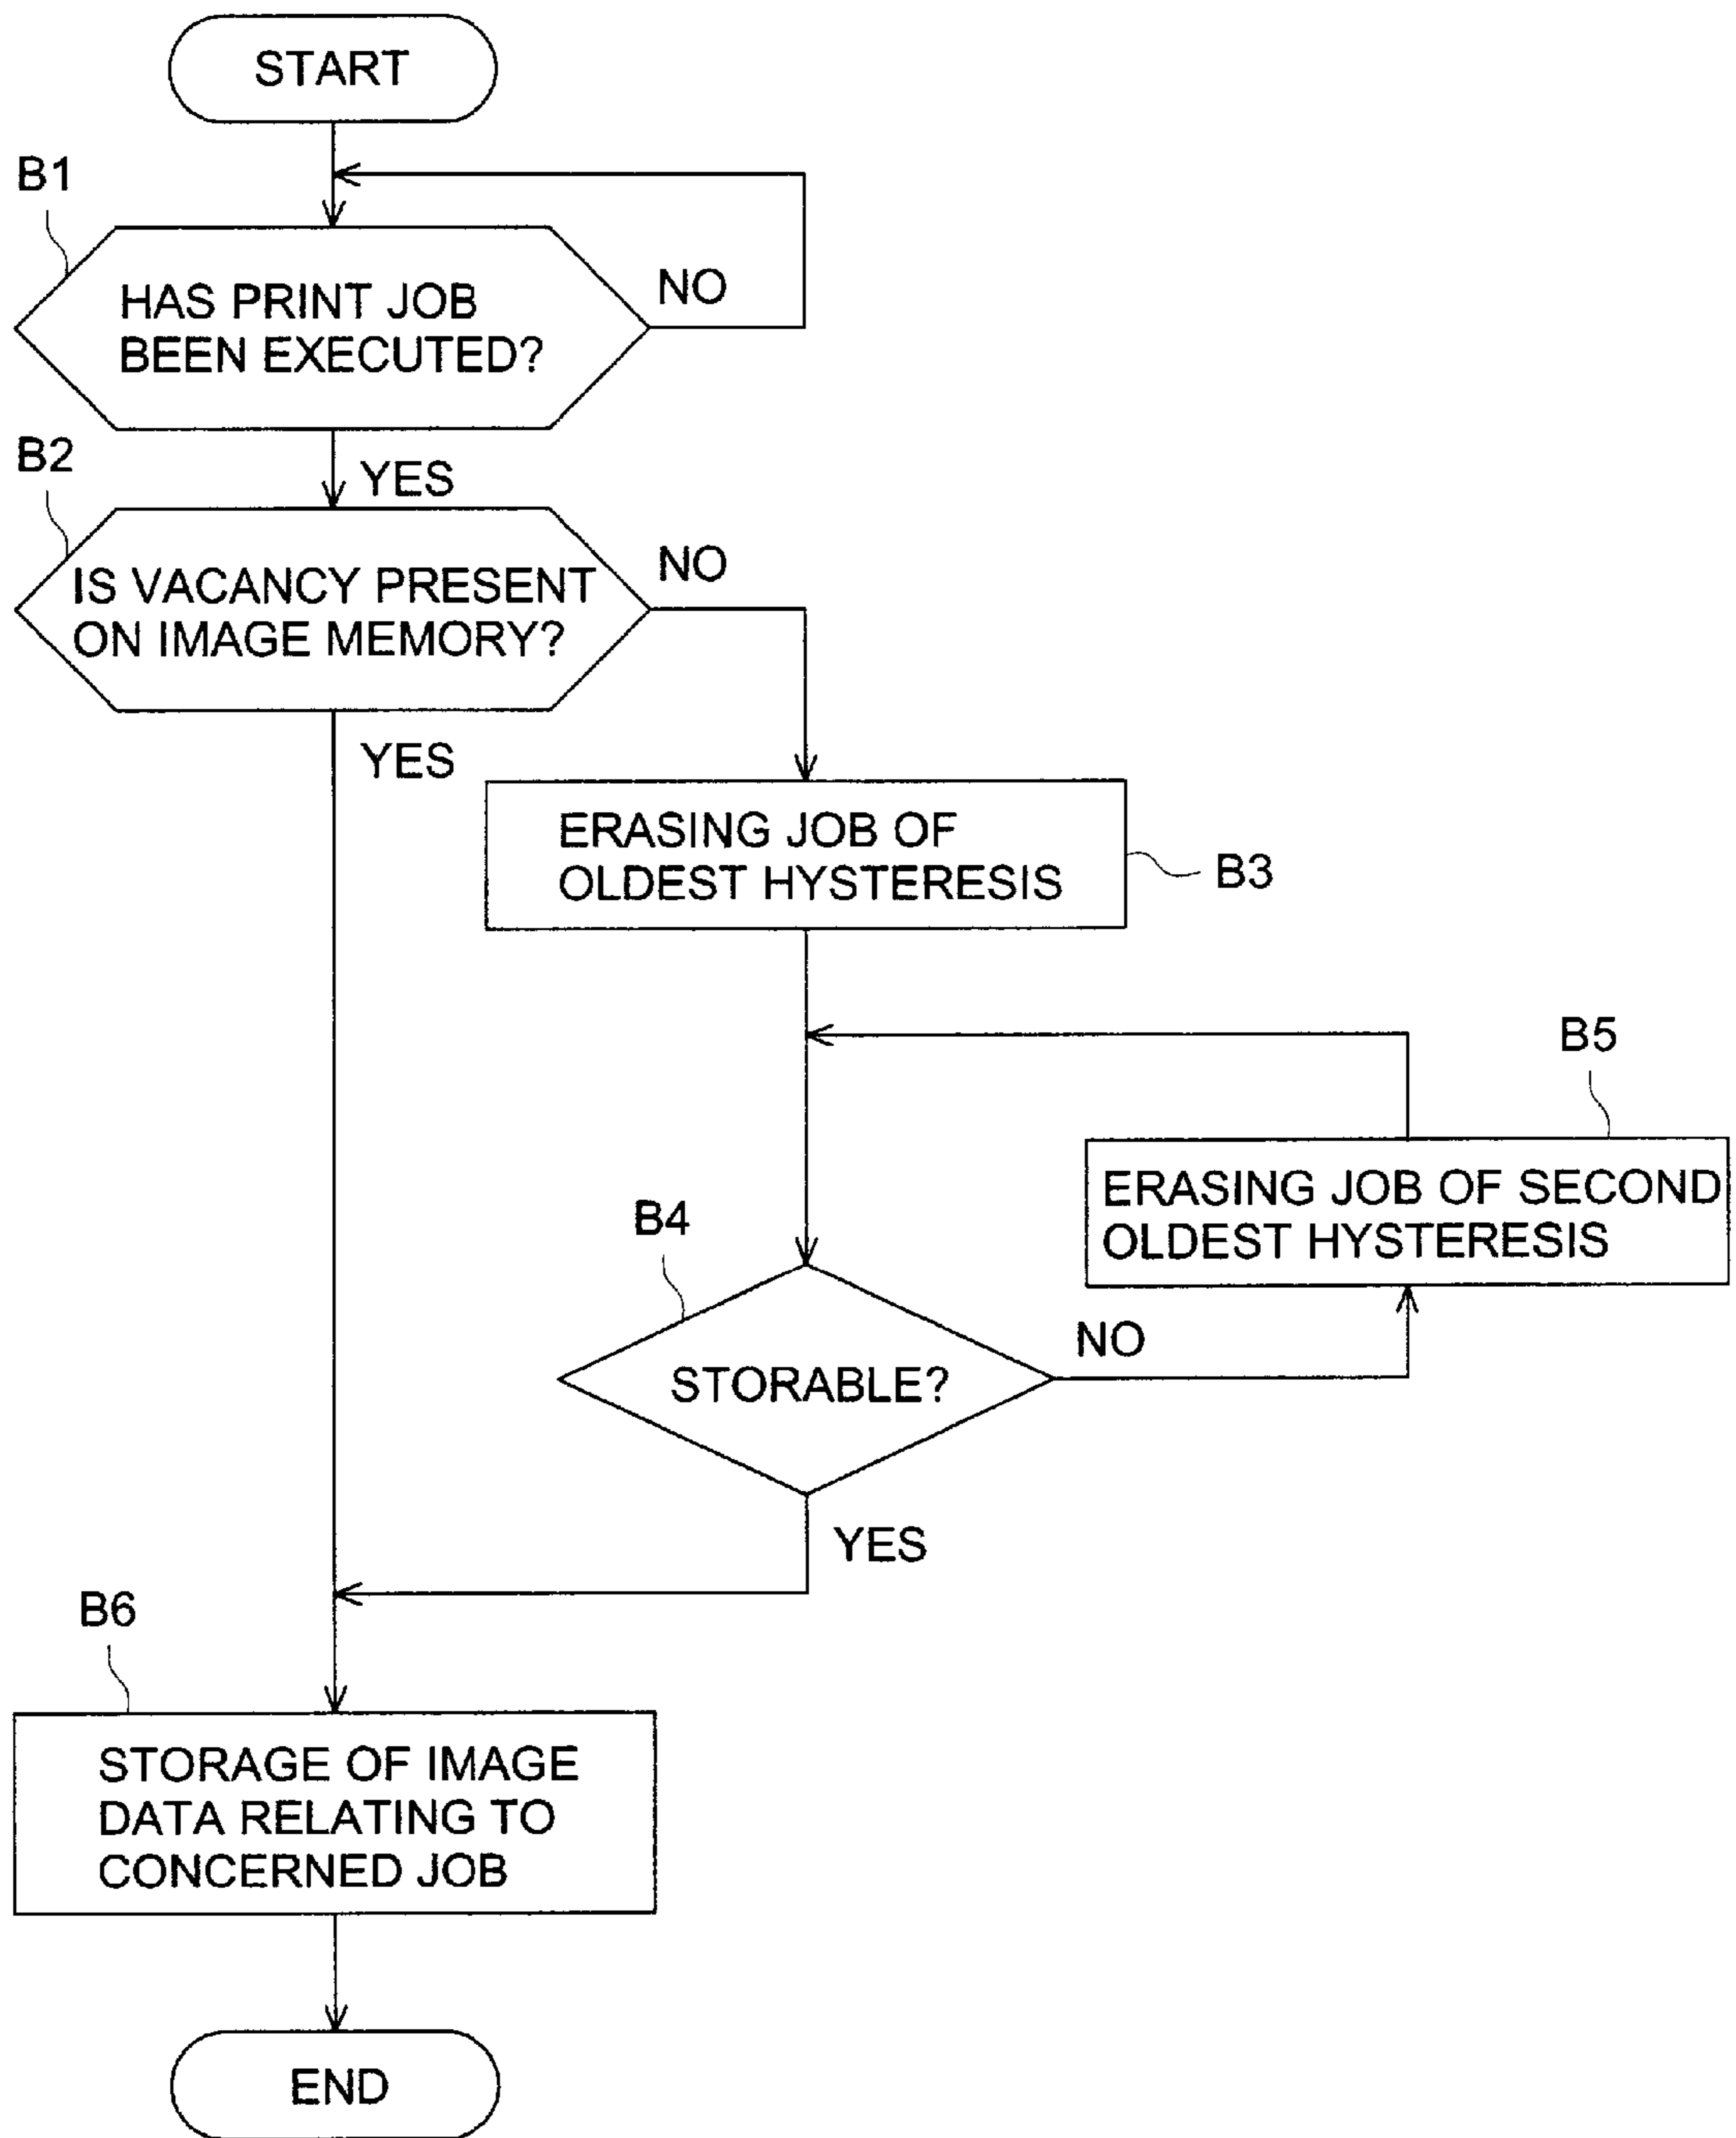 START
B1
HAS PRINT JOB
BEEN EXECUTED?
NO
B2
YES
IS VACANCY PRESENT
ON IMAGE MEMORY?
NO
YES
ERASING JOB OF
OLDEST HYSTERESIS
B3
B5
ERASING JOB OF SECOND
OLDEST HYSTERESIS
B4
STORABLE?
NO
YES
B6
STORAGE OF IMAGE
DATA RELATING TO
CONCERNED JOB
END